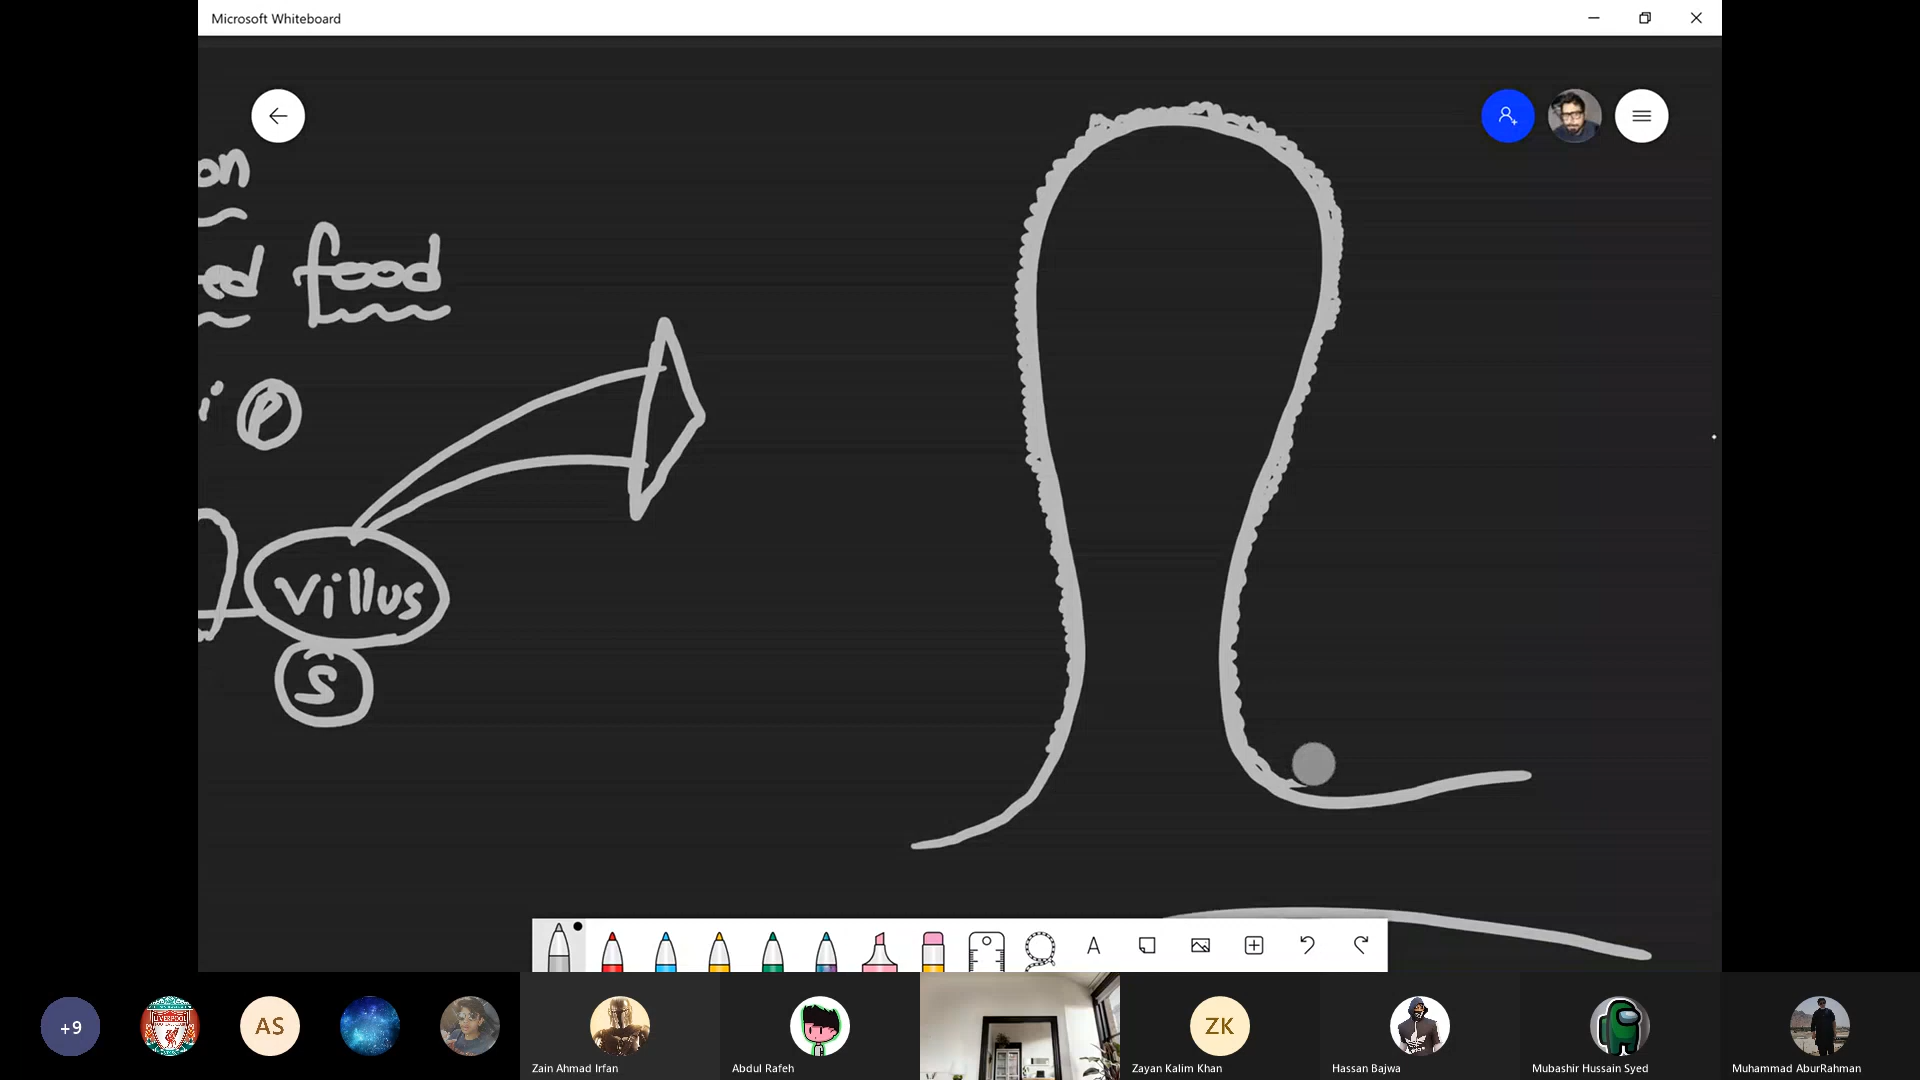 Microsoft Whiteboard
on
ed food
i P
villus
S
A
+9
LIVERPOOL
AS
ZK
Zain Ahmad Irfan
Abdul Rafeh
Zayan Kalim Khan
Hassan Bajwa
Mubashir Hussain Syed
Muhammad AburRahman